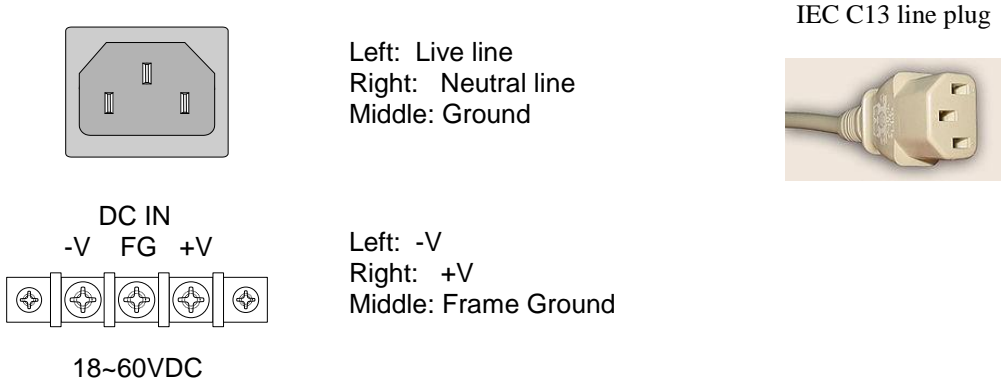 IEC C13 line plug
Left: Live line
Right: Neutral line
Middle: Ground
DC IN
-V FG +V
Left: -V
Right: +V
Middle: Frame Ground
18~60VDC